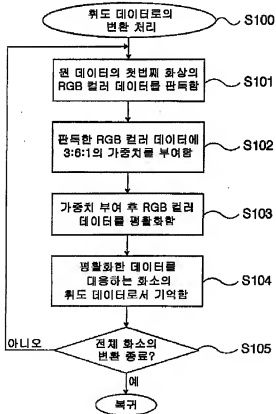 휘도 데이터로의
변환 처리
S100
원 데이터의 첫번째 화상의
RGB 컬러 데이터를 판독함
S101
판독한 RGB 컬러 데이터에
3:6:1의 가중치를 부여함
S102
가중치 부여 후 RGB 컬러
데이터를 평활화함
S103
평활화한 데이터를
대응하는 화소의
휘도 데이터로서 기억함
S104
아니오
전체 화소의
변환 종료?
S105
예
복귀